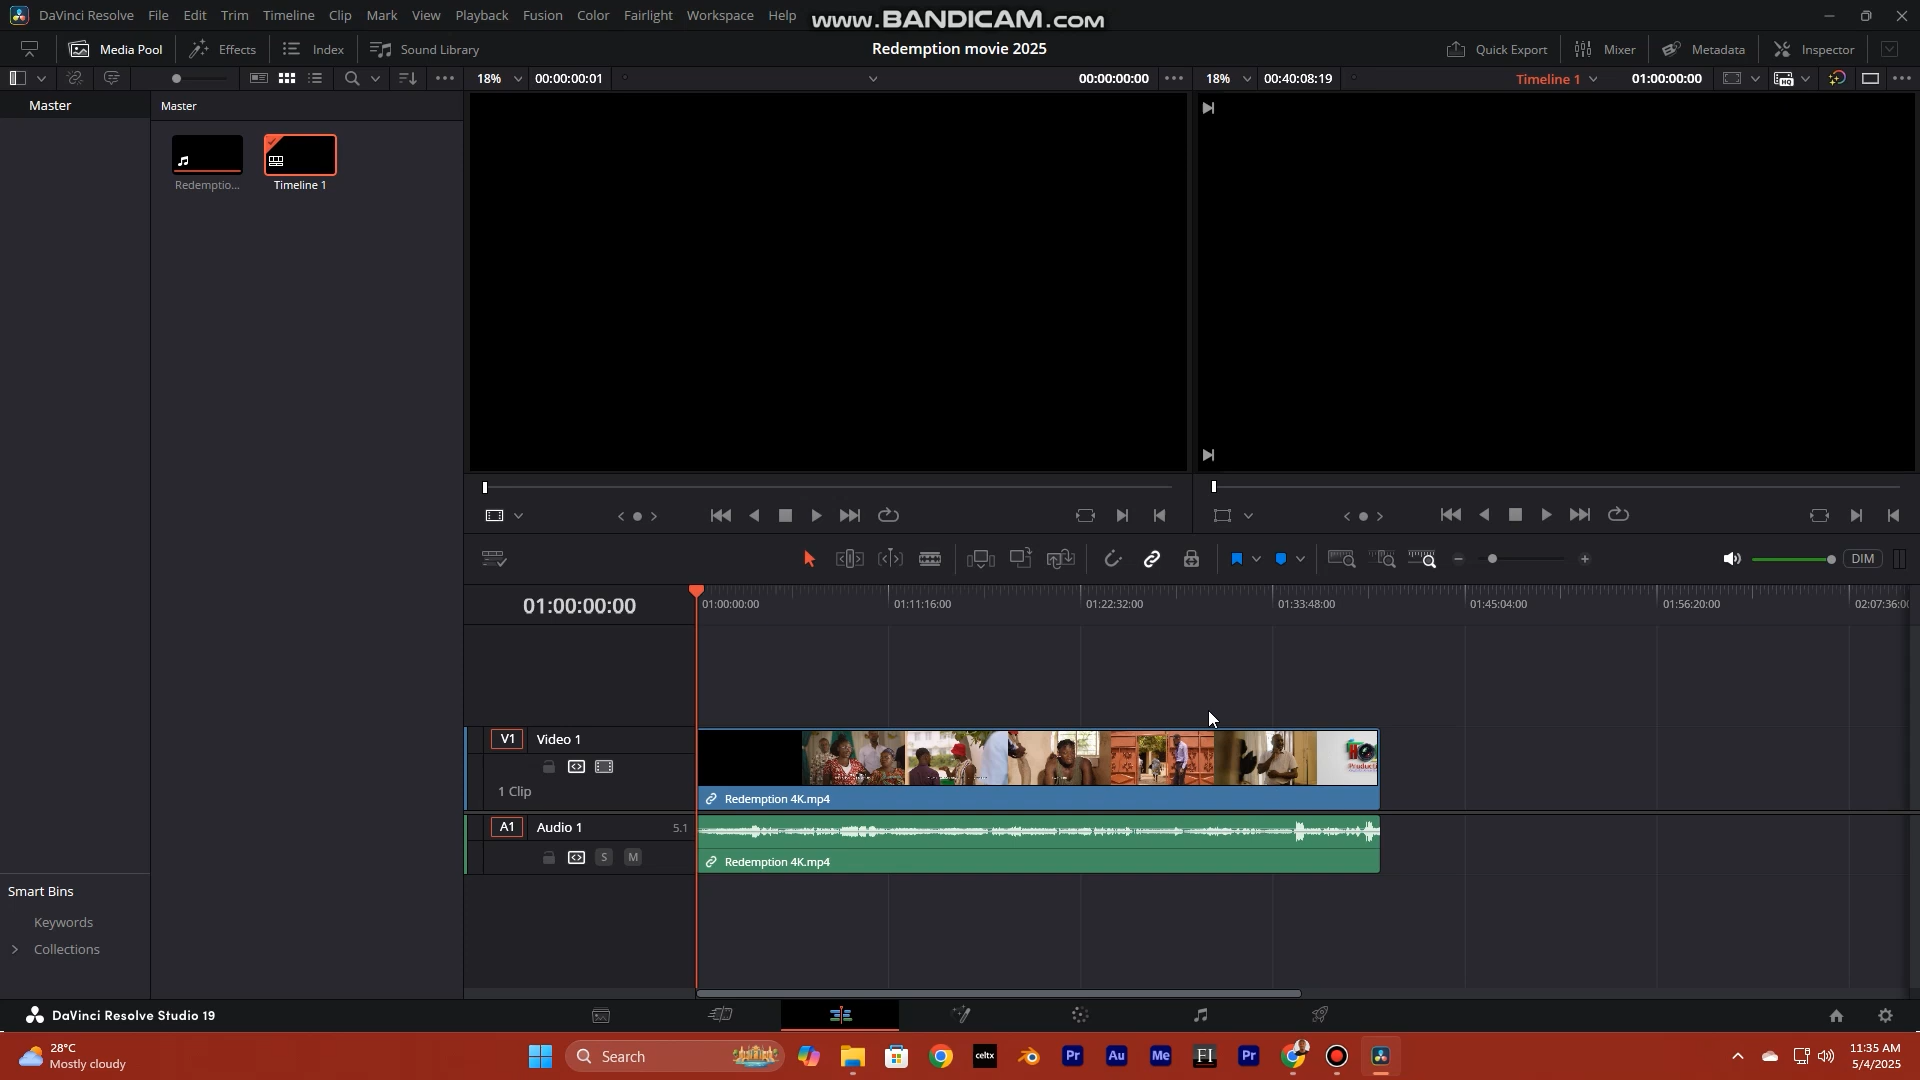 DaVinci Resolve File Edit Trim Timeline Clip Mark View Playback Fusion Color Fairlight Workspace Help
www.BANDICAM.com
Media Pool Effects Index Sound Library
Redemption movie 2025
Quick Export Mixer Metadata Inspector
18% 00:00:00:01 00:00:00:00
18% 00:40:08:19 Timeline 1 01:00:00:00
Master
Master
Redemptio...
Timeline 1
DIM
01:00:00:00
01:00:00:00 01:11:16:00 01:22:32:00 01:33:48:00 01:45:04:00 01:56:20:00 02:07:36:00
V1 Video 1
1 Clip
Redemption 4K.mp4
A1 Audio 1 5.1
S M
Redemption 4K.mp4
Smart Bins
Keywords
Collections
DaVinci Resolve Studio 19
28°C
Mostly cloudy
Search
celtx
Pr
Au
Me
FI
Pr
11:35 AM
5/4/2025